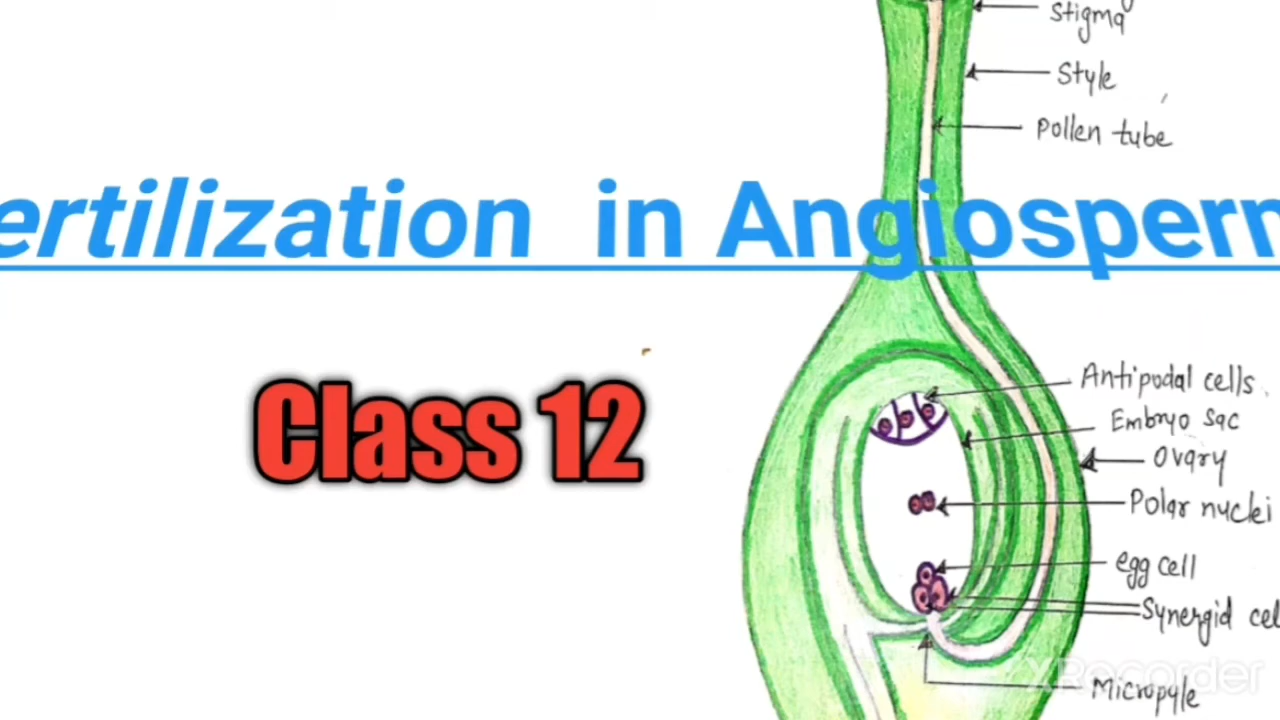 Stigma
Style
Pollen tube
ertilization in Angiosperm
Class 12
Antipodal cells
Embryo sac
Ovary
Polar nuclei
egg cell
Synergid cel
XRecorder
Micropyle